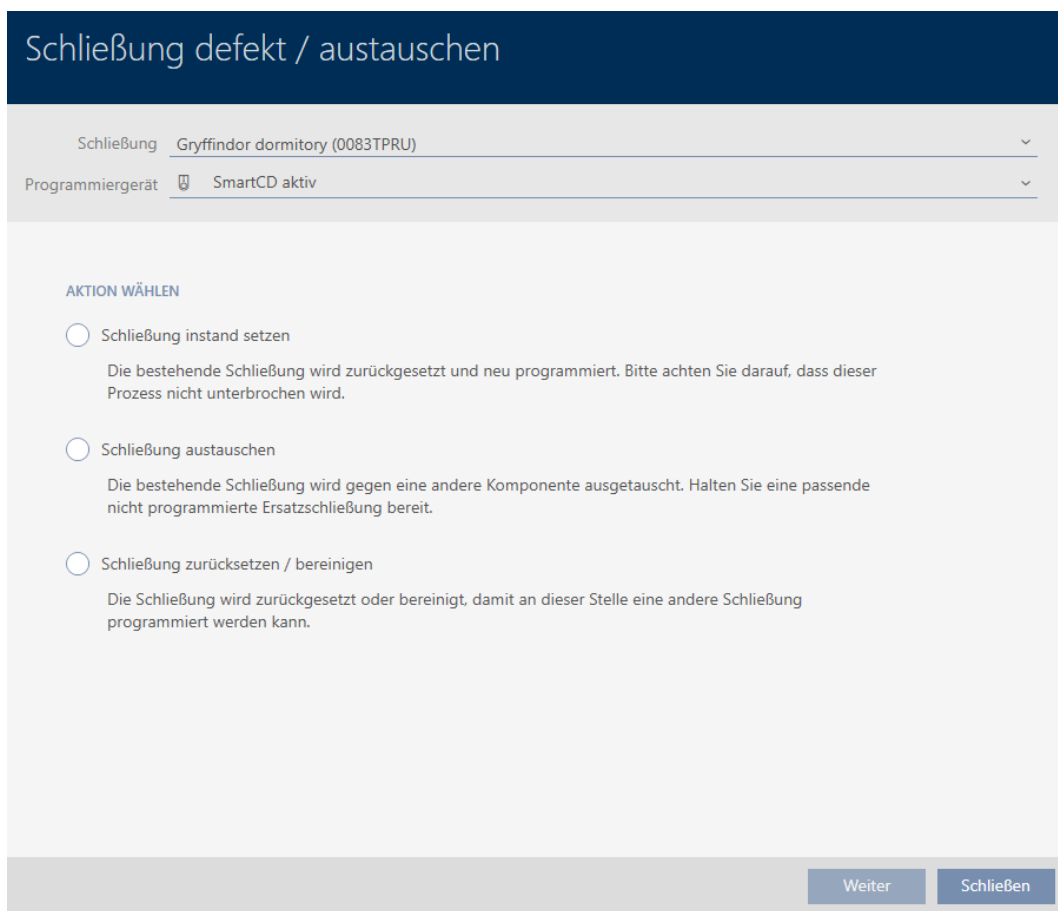 Schließung defekt / austauschen
Schließung Gryffindor dormitory (0083TPRU)
Programmiergerät SmartCD aktiv
AKTION WÄHLEN
Schließung instand setzen
Die bestehende Schließung wird zurückgesetzt und neu programmiert. Bitte achten Sie darauf, dass dieser
Prozess nicht unterbrochen wird.
Schließung austauschen
Die bestehende Schließung wird gegen eine andere Komponente ausgetauscht. Halten Sie eine passende
nicht programmierte Ersatzschließung bereit.
Schließung zurücksetzen / bereinigen
Die Schließung wird zurückgesetzt oder bereinigt, damit an dieser Stelle eine andere Schließung
programmiert werden kann.
Weiter Schließen